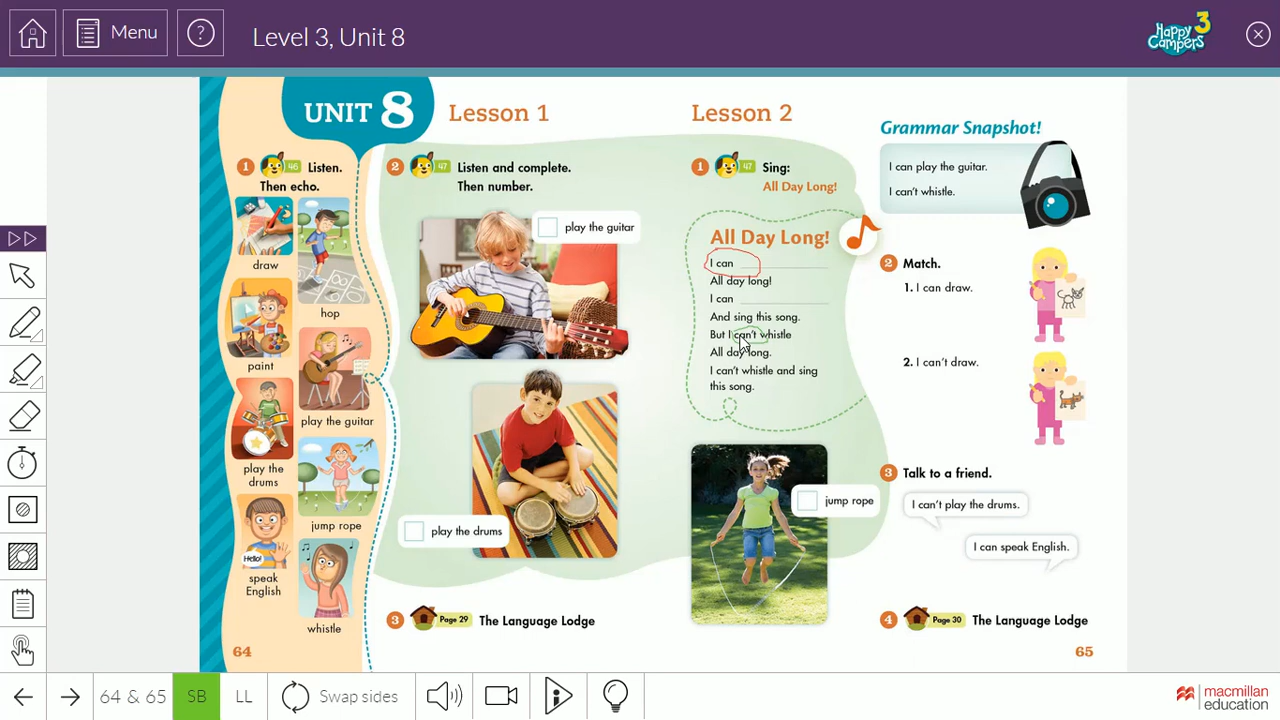 Menu
?
Level 3, Unit 8
Happy Campers 3
UNIT 8
Lesson 1
Lesson 2
1 46 Listen.
Then echo.
draw
hop
paint
play the guitar
play the
drums
jump rope
Hello!
speak
English
whistle
64
2 47 Listen and complete.
Then number.
play the guitar
play the drums
3 Page 29 The Language Lodge
1 47 Sing:
All Day Long!
All Day Long!
I can
All day long!
I can
And sing this song.
But I can't whistle
All day long.
I can't whistle and sing
this song.
jump rope
Grammar Snapshot!
I can play the guitar.
I can't whistle.
2 Match.
1. I can draw.
2. I can't draw.
3 Talk to a friend.
I can't play the drums.
I can speak English.
4 Page 30 The Language Lodge
65
64 & 65
SB
LL
Swap sides
macmillan
education